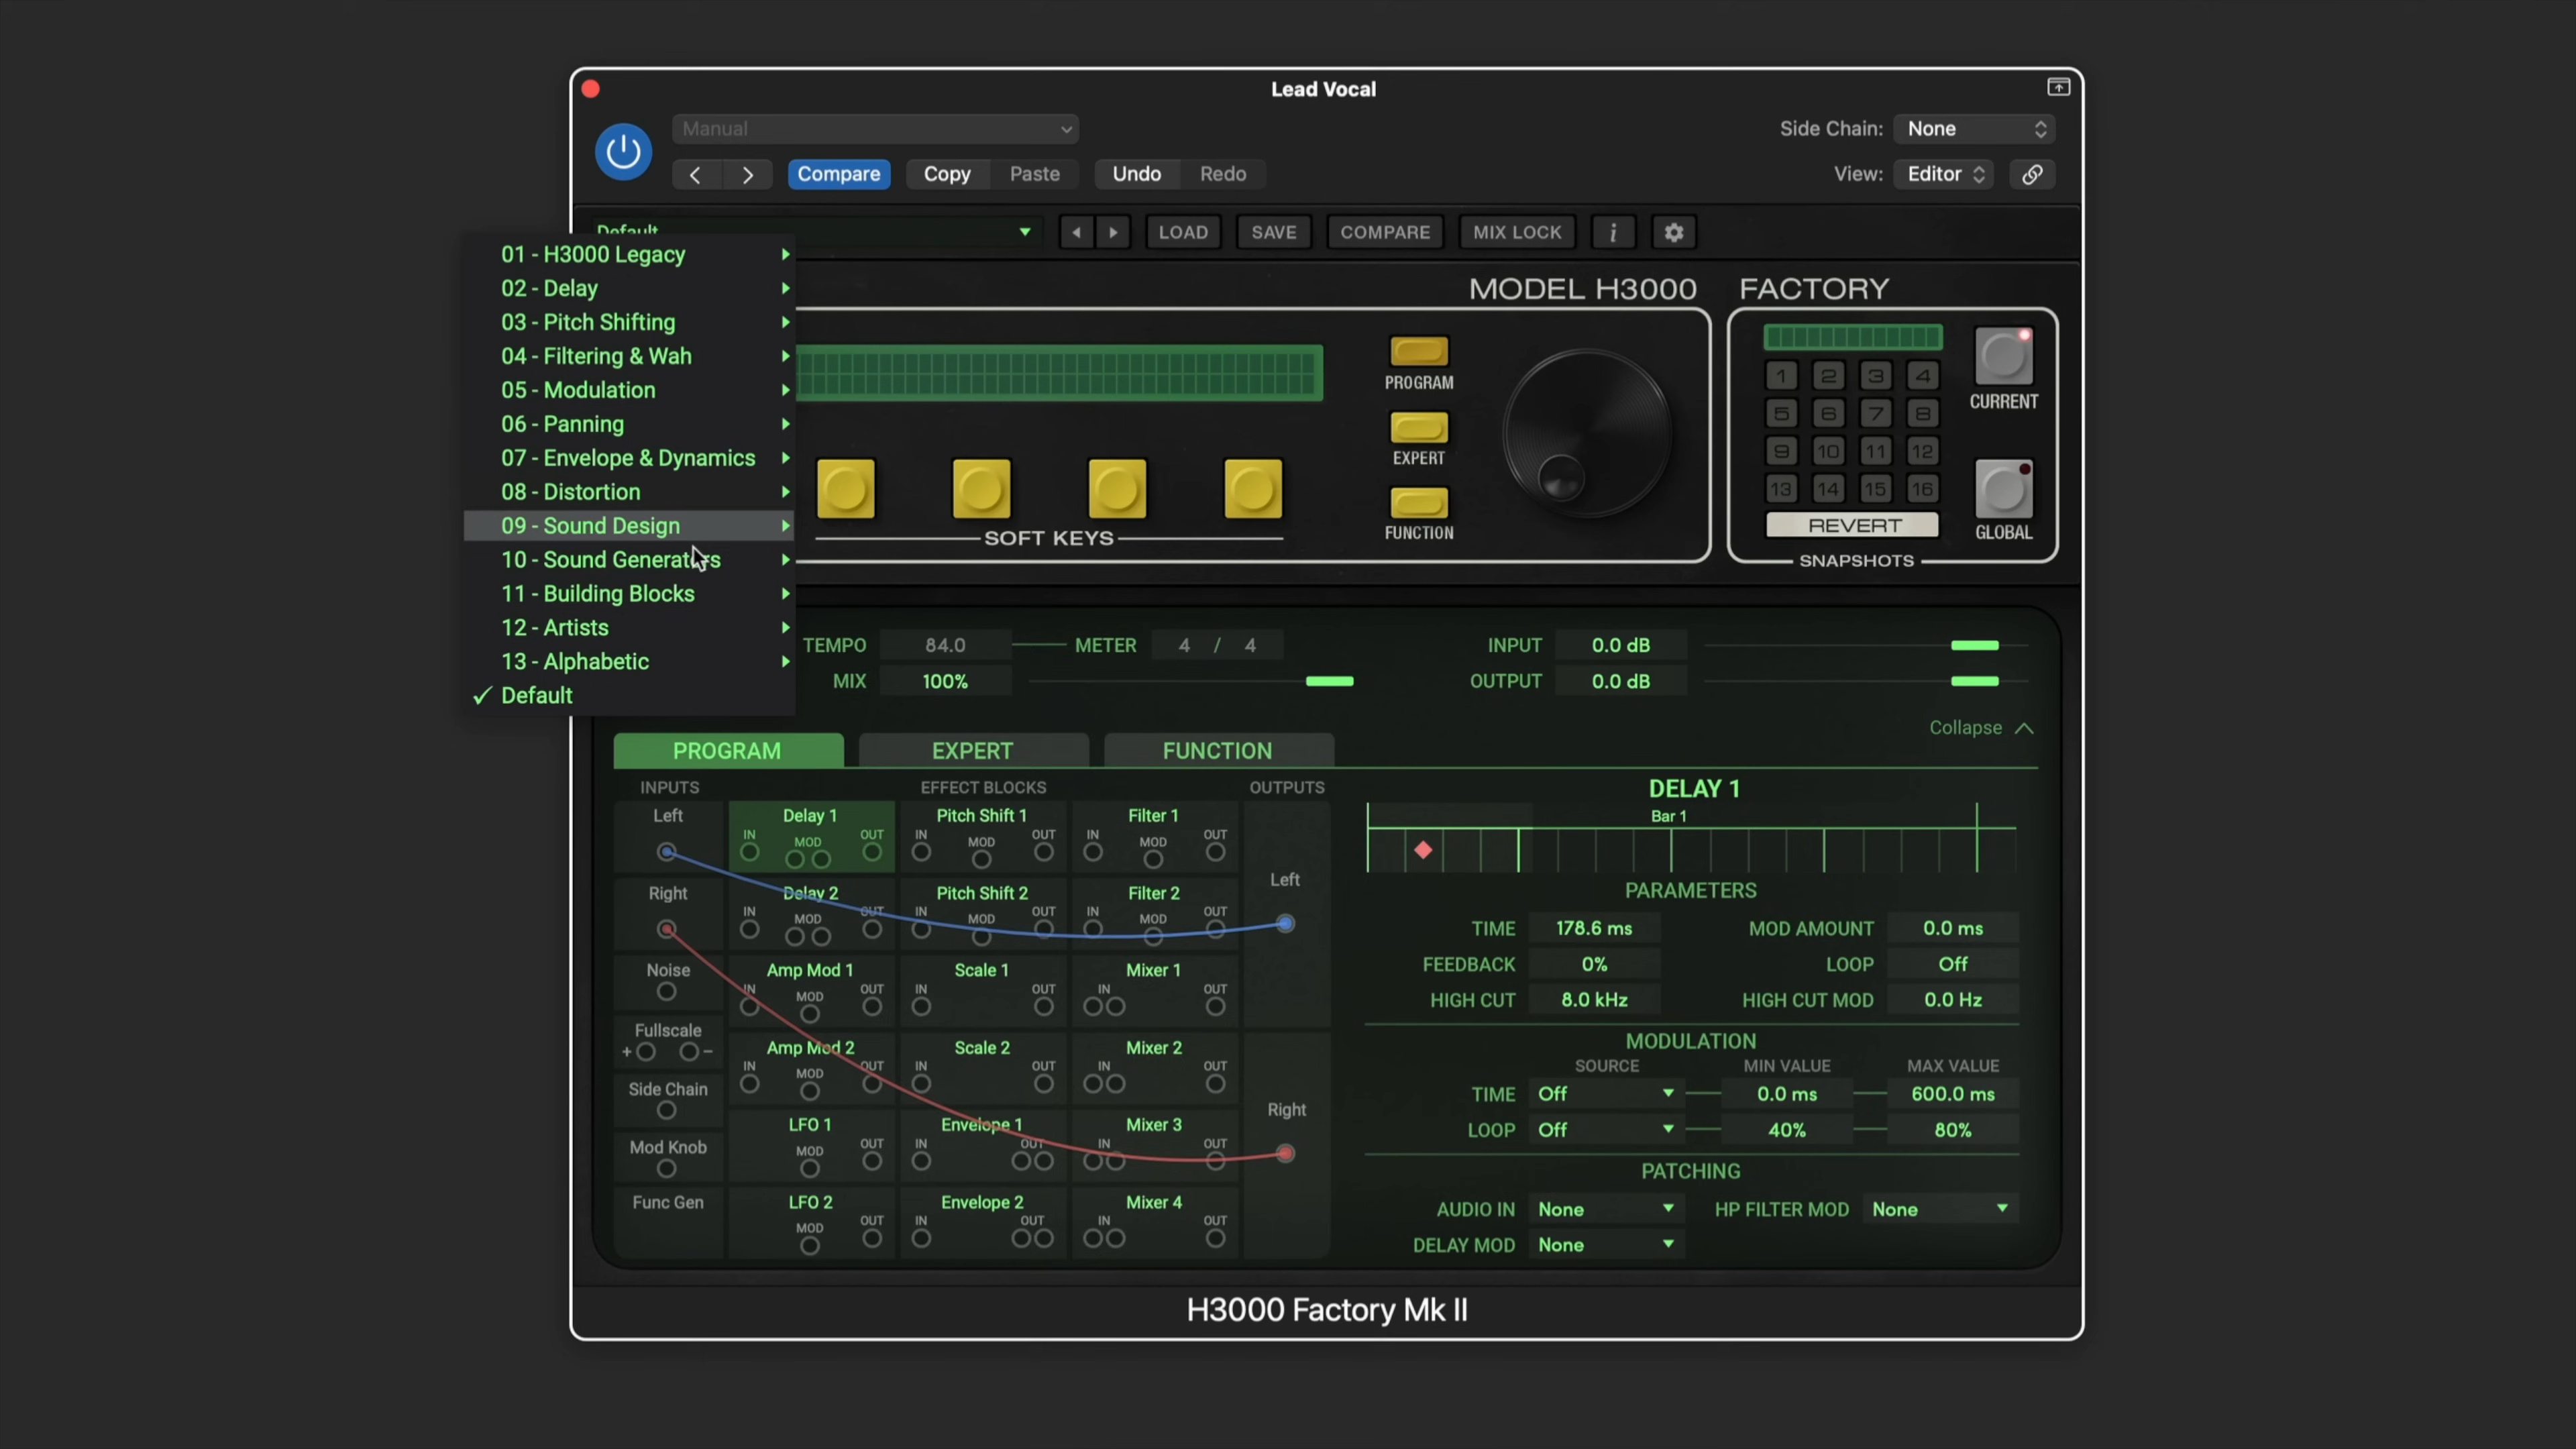 Lead Vocal
Manual
Side Chain: None
Compare Copy Paste Undo Redo
View: Editor
Default
LOAD SAVE COMPARE MIX LOCK i
01 - H3000 Legacy
02 - Delay
03 - Pitch Shifting
04 - Filtering & Wah
05 - Modulation
06 - Panning
07 - Envelope & Dynamics
08 - Distortion
09 - Sound Design
10 - Sound Generators
11 - Building Blocks
12 - Artists
13 - Alphabetic
✓ Default
MODEL H3000
PROGRAM
EXPERT
FUNCTION
SOFT KEYS
FACTORY
1 2 3 4
5 6 7 8
9 10 11 12
13 14 15 16
REVERT
SNAPSHOTS
CURRENT
GLOBAL
TEMPO 84.0 METER 4 / 4
MIX 100%
INPUT 0.0 dB
OUTPUT 0.0 dB
Collapse
PROGRAM EXPERT FUNCTION
INPUTS EFFECT BLOCKS OUTPUTS
Left
Right
Noise
Fullscale
+ −
Side Chain
Mod Knob
Func Gen
Delay 1 Pitch Shift 1 Filter 1
IN MOD OUT IN MOD OUT IN MOD OUT
Delay 2 Pitch Shift 2 Filter 2
IN MOD OUT IN MOD OUT IN MOD OUT
Amp Mod 1 Scale 1 Mixer 1
IN MOD OUT IN OUT IN OUT
Amp Mod 2 Scale 2 Mixer 2
IN MOD OUT IN OUT IN OUT
LFO 1 Envelope 1 Mixer 3
MOD OUT IN OUT IN OUT
LFO 2 Envelope 2 Mixer 4
MOD OUT IN OUT IN OUT
Left
Right
DELAY 1
Bar 1
PARAMETERS
TIME 178.6 ms MOD AMOUNT 0.0 ms
FEEDBACK 0% LOOP Off
HIGH CUT 8.0 kHz HIGH CUT MOD 0.0 Hz
MODULATION
SOURCE MIN VALUE MAX VALUE
TIME Off 0.0 ms 600.0 ms
LOOP Off 40% 80%
PATCHING
AUDIO IN None HP FILTER MOD None
DELAY MOD None
H3000 Factory Mk II